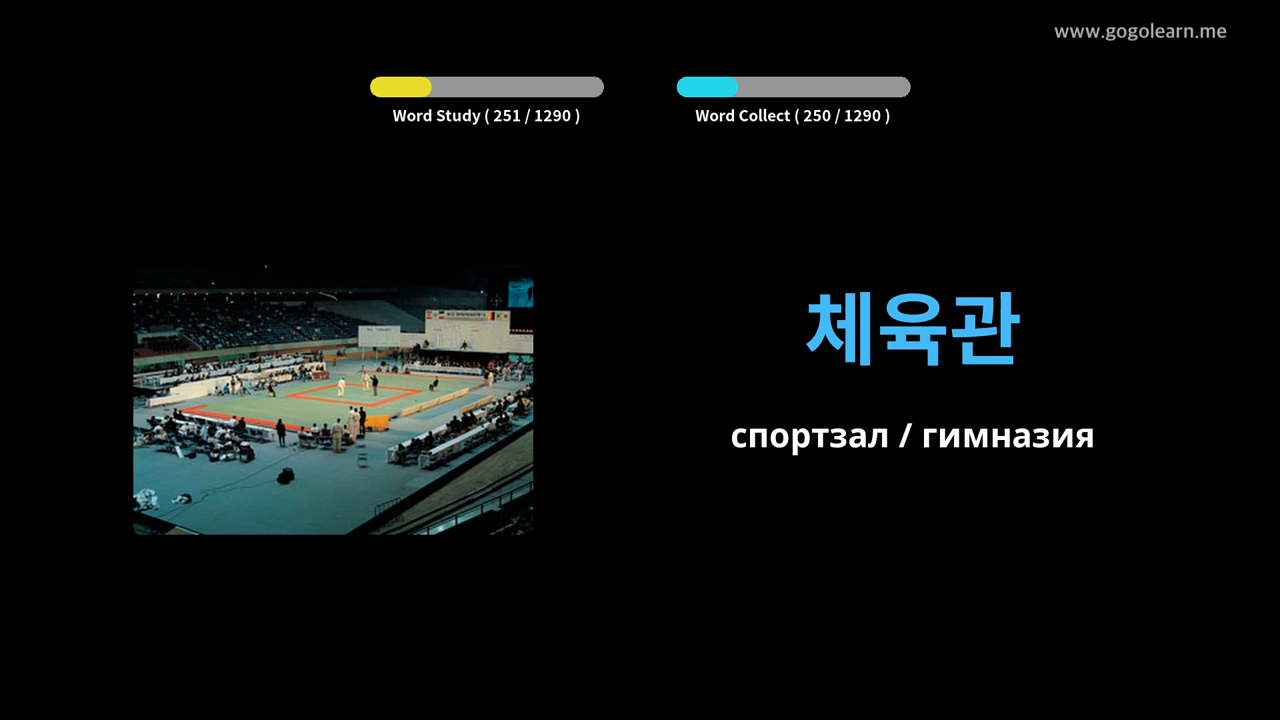 www.gogolearn.me
Word Study ( 251 / 1290 )
Word Collect ( 250 / 1290 )
체육관
спортзал / гимназия